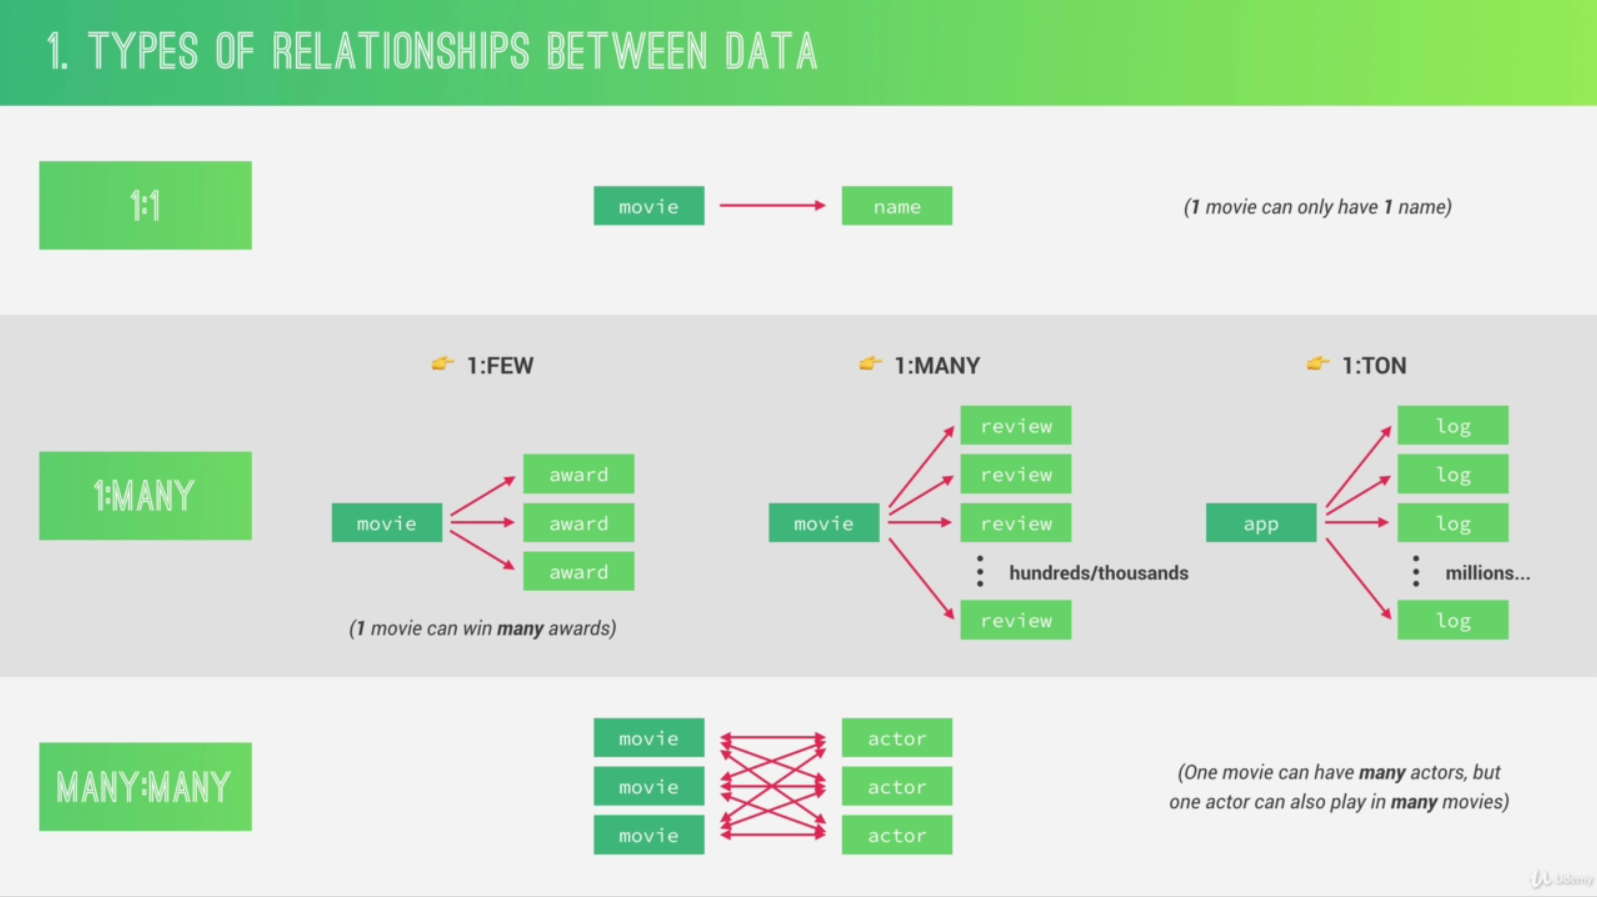 1. TYPES OF RELATIONSHIPS BETWEEN DATA
1:1
movie
name
(1 movie can only have 1 name)
1:MANY
👉 1:FEW
movie
award
award
award
(1 movie can win many awards)
👉 1:MANY
movie
review
review
review
hundreds/thousands
review
👉 1:TON
app
log
log
log
millions...
log
MANY:MANY
movie
actor
movie
actor
movie
actor
(One movie can have many actors, but
one actor can also play in many movies)
Udemy